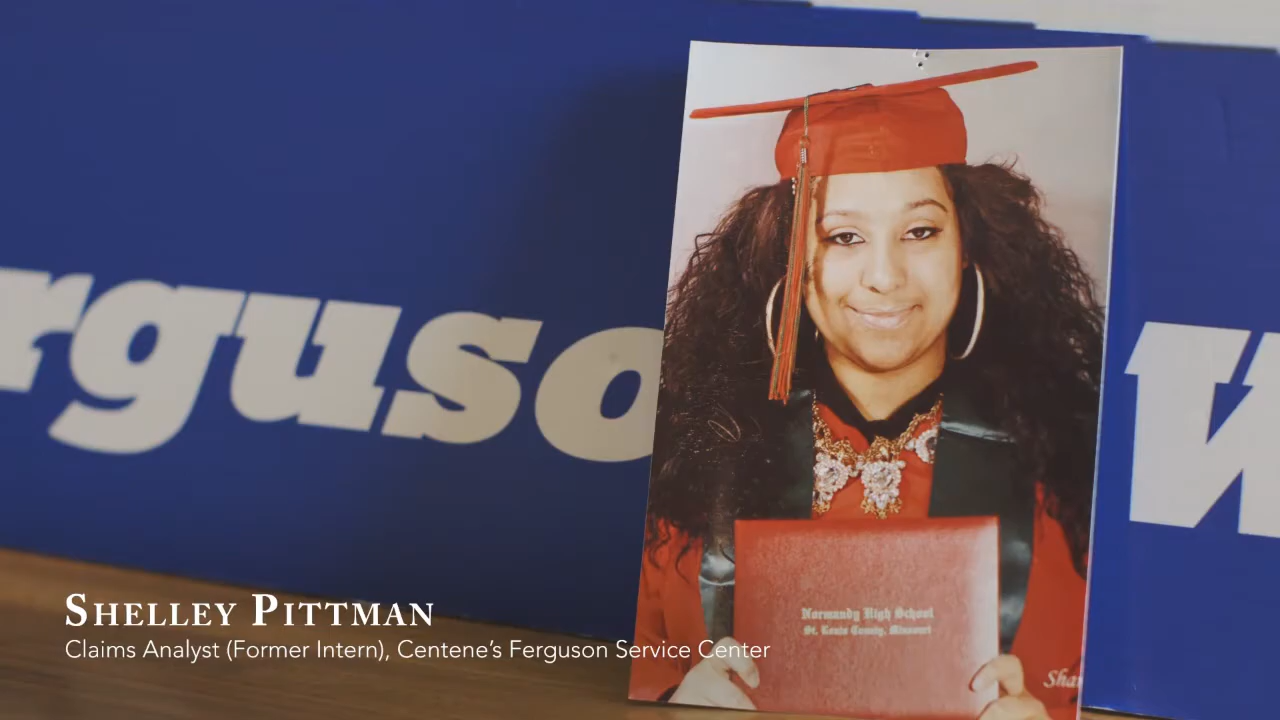 rguso
W
Normandy High School
St. Louis County, Missouri
Sha
SHELLEY PITTMAN
Claims Analyst (Former Intern), Centene's Ferguson Service Center